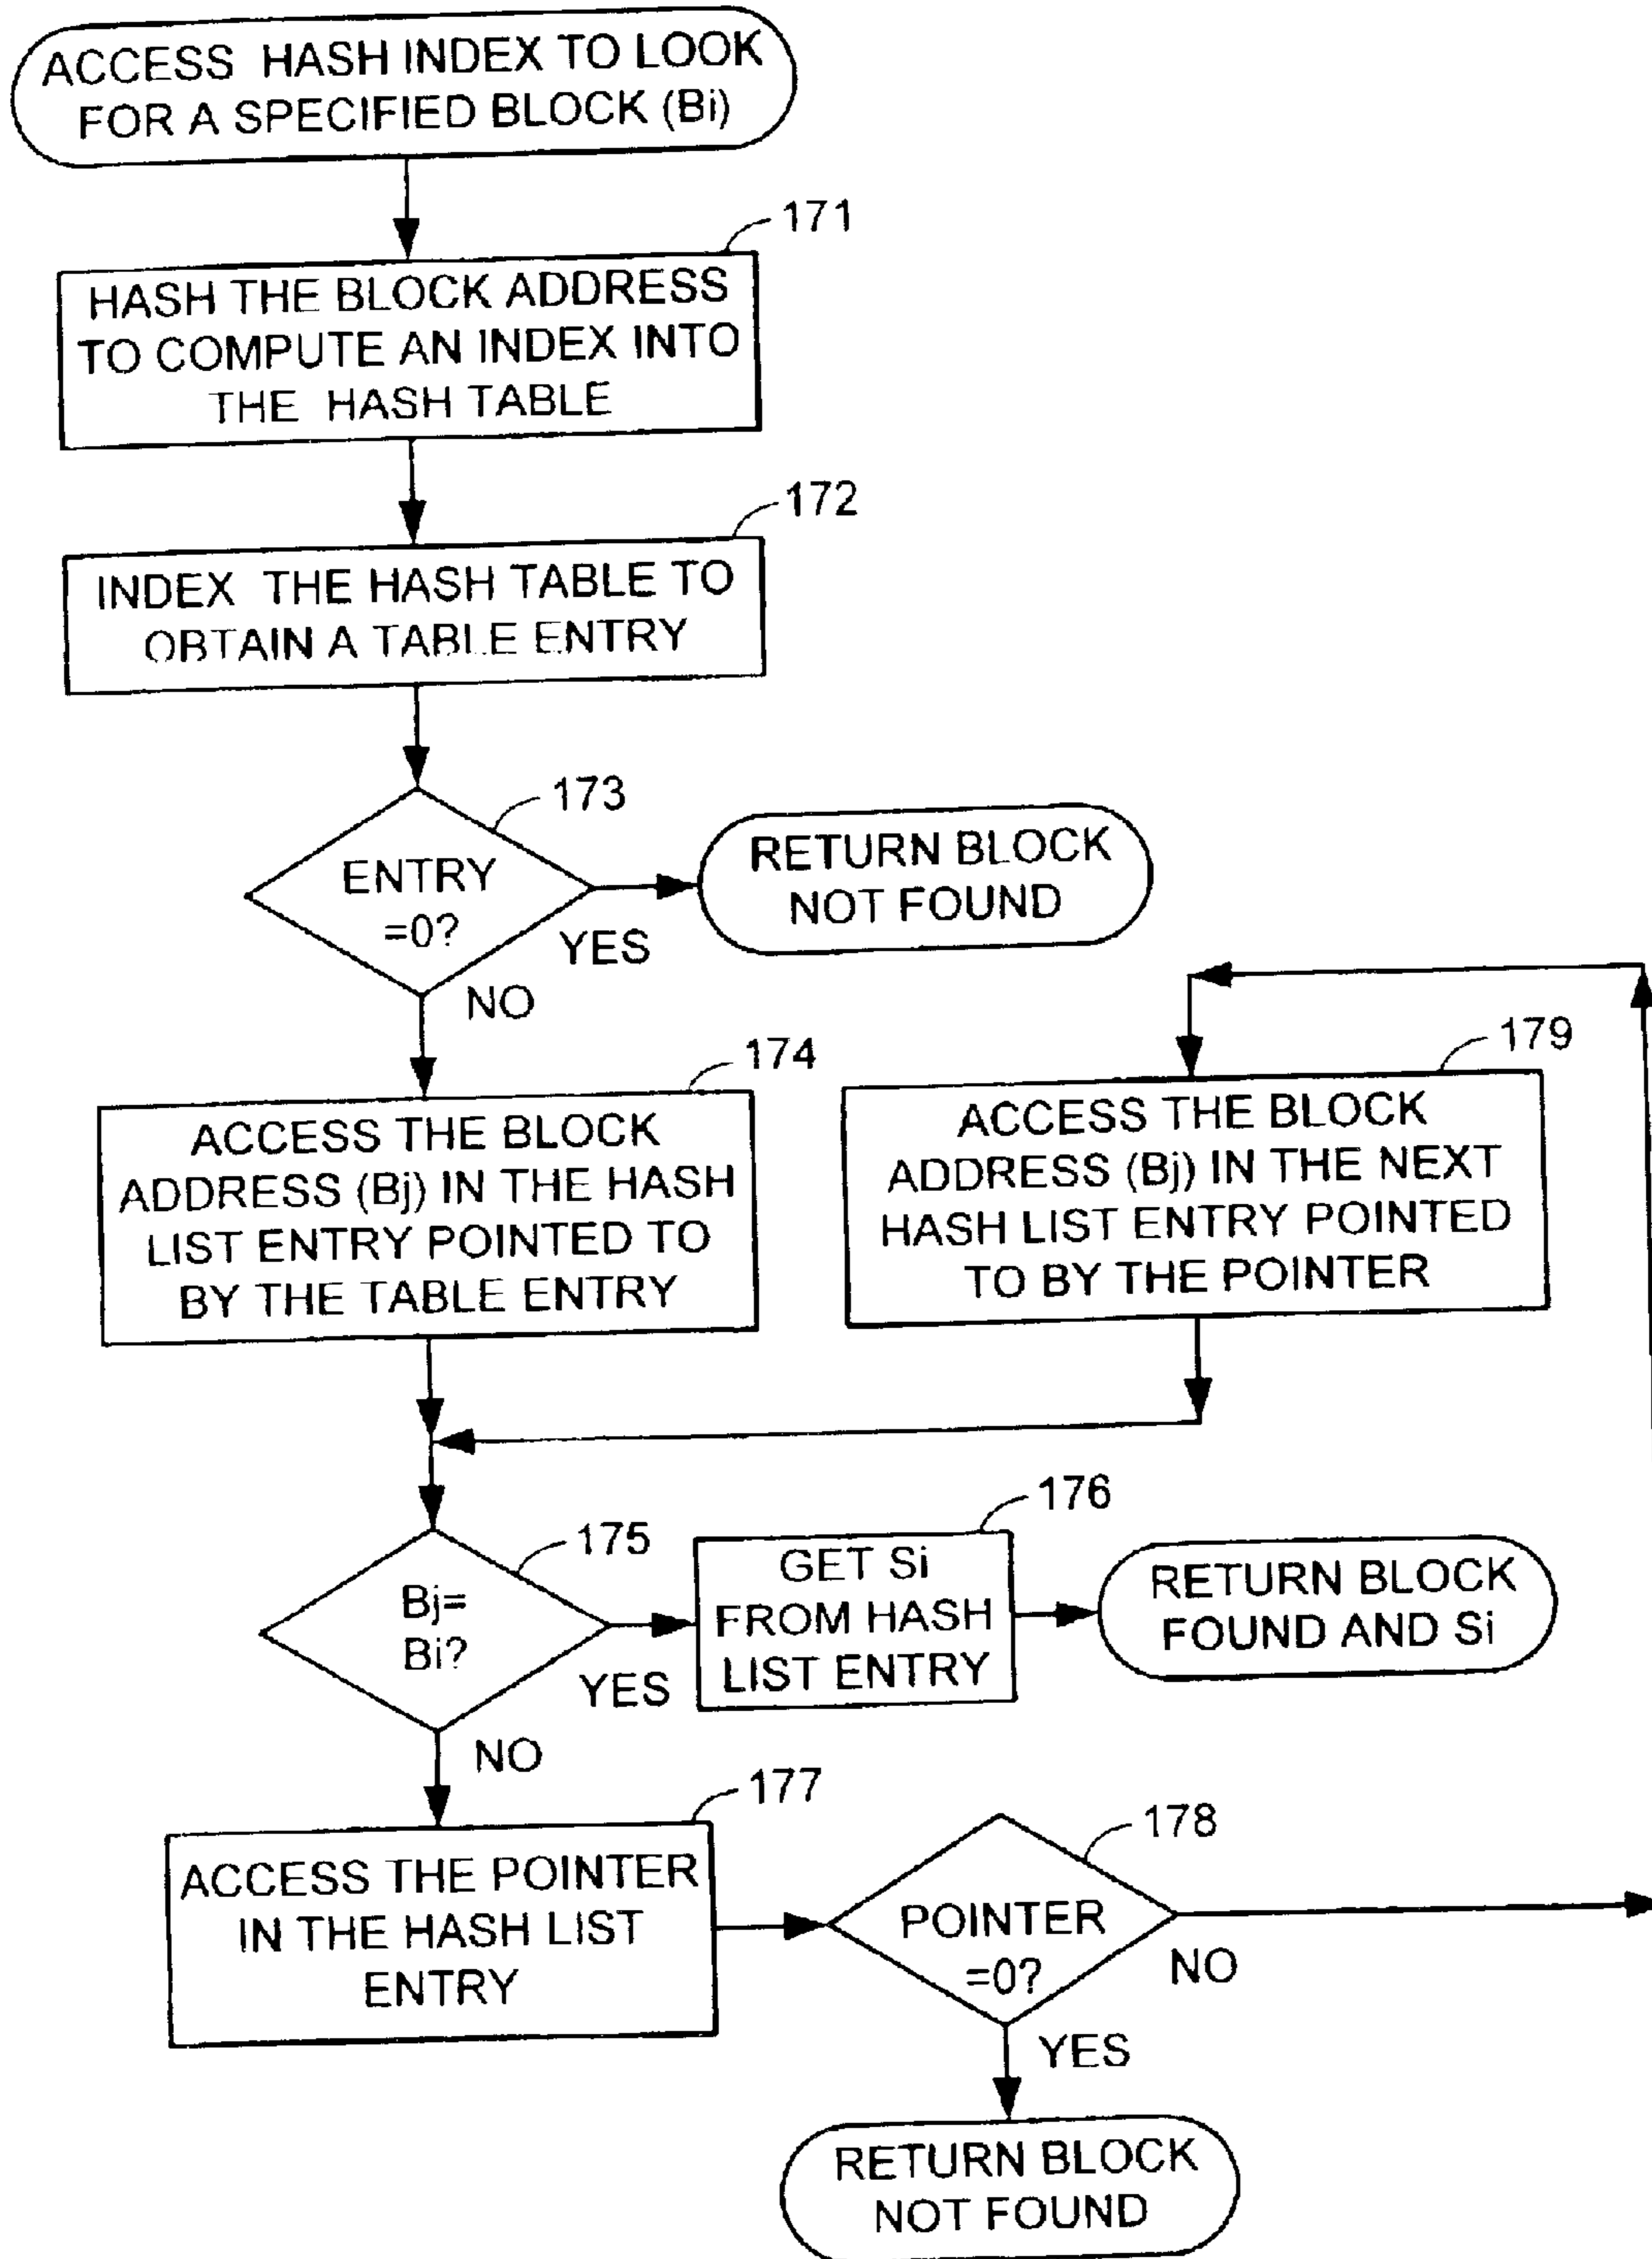 ACCESS HASH INDEX TO LOOK
FOR A SPECIFIED BLOCK (Bi)
171
HASH THE BLOCK ADDRESS
TO COMPUTE AN INDEX INTO
THE HASH TABLE
172
INDEX THE HASH TABLE TO
OBTAIN A TABLE ENTRY
173
ENTRY
=0?
YES
NO
RETURN BLOCK
NOT FOUND
174
ACCESS THE BLOCK
ADDRESS (Bj) IN THE HASH
LIST ENTRY POINTED TO
BY THE TABLE ENTRY
179
ACCESS THE BLOCK
ADDRESS (Bj) IN THE NEXT
HASH LIST ENTRY POINTED
TO BY THE POINTER
175
Bj=
Bi?
YES
NO
176
GET Si
FROM HASH
LIST ENTRY
RETURN BLOCK
FOUND AND Si
177
ACCESS THE POINTER
IN THE HASH LIST
ENTRY
178
POINTER
=0?
NO
YES
RETURN BLOCK
NOT FOUND